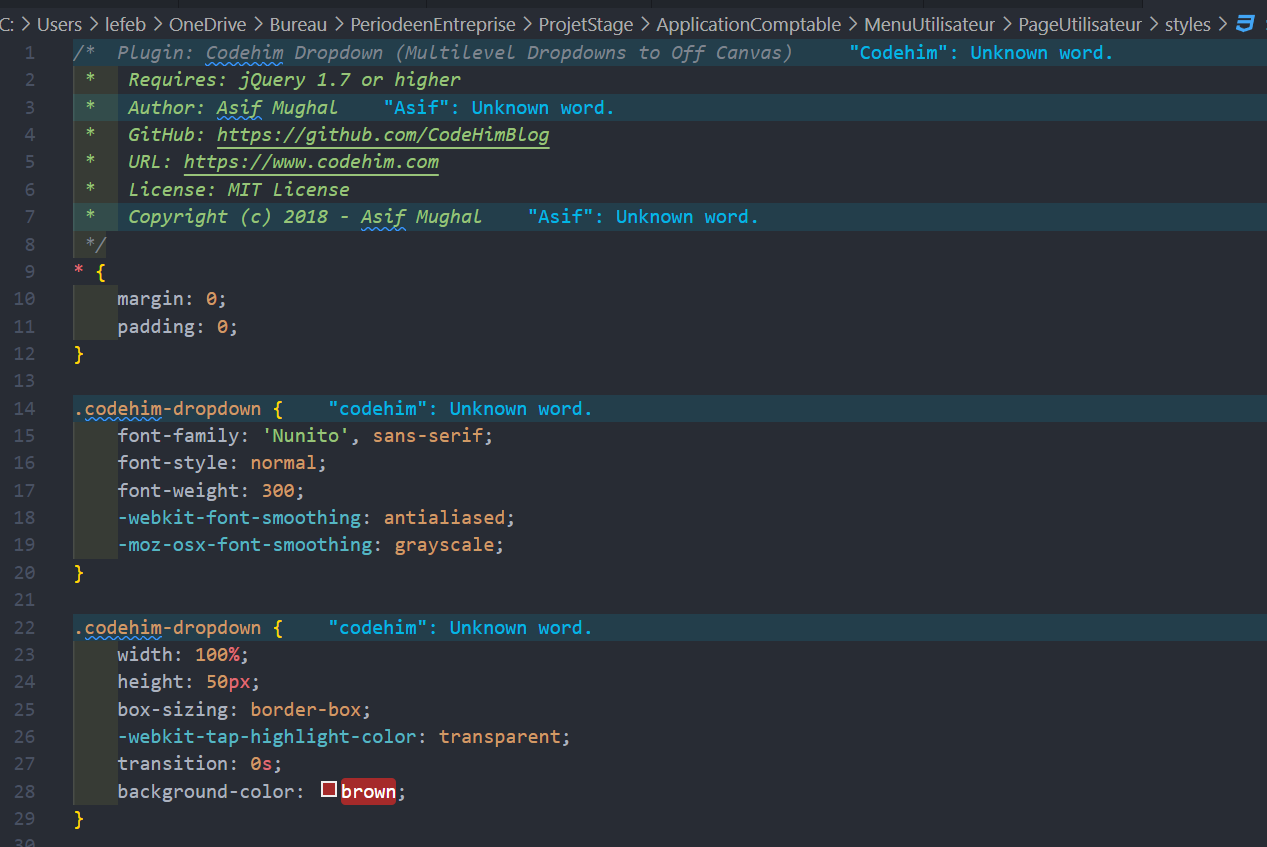 C: > Users > lefeb > OneDrive > Bureau > PeriodeenEntreprise > ProjetStage > ApplicationComptable > MenuUtilisateur > PageUtilisateur > styles >
1 /* Plugin: Codehim Dropdown (Multilevel Dropdowns to Off Canvas) "Codehim": Unknown word.
2 * Requires: jQuery 1.7 or higher
3 * Author: Asif Mughal "Asif": Unknown word.
4 * GitHub: https://github.com/CodeHimBlog
5 * URL: https://www.codehim.com
6 * License: MIT License
7 * Copyright (c) 2018 - Asif Mughal "Asif": Unknown word.
8 */
9 * {
10 margin: 0;
11 padding: 0;
12 }
13
14 .codehim-dropdown { "codehim": Unknown word.
15 font-family: 'Nunito', sans-serif;
16 font-style: normal;
17 font-weight: 300;
18 -webkit-font-smoothing: antialiased;
19 -moz-osx-font-smoothing: grayscale;
20 }
21
22 .codehim-dropdown { "codehim": Unknown word.
23 width: 100%;
24 height: 50px;
25 box-sizing: border-box;
26 -webkit-tap-highlight-color: transparent;
27 transition: 0s;
28 background-color: brown;
29 }
30